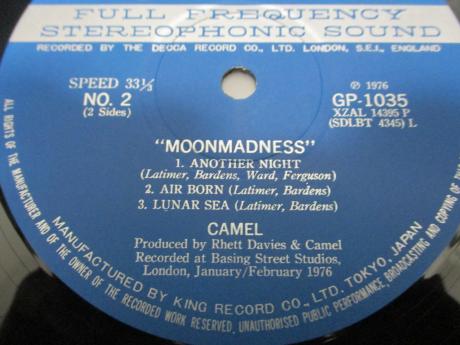 FULL FREQUENCY
STEREOPHONIC SOUND
RECORDED BY THE DECCA RECORD CO., LTD. LONDON, S.E.I., ENGLAND
SPEED 33⅓
NO. 2
(2 Sides)
Ⓟ 1976
GP-1035
XZAL 14395 P
(SDLBT 4345) L
"MOONMADNESS"
1. ANOTHER NIGHT
(Latimer, Bardens, Ward, Ferguson)
2. AIR BORN (Latimer, Bardens)
3. LUNAR SEA (Latimer, Bardens)
CAMEL
Produced by Rhett Davies & Camel
Recorded at Basing Street Studios,
London, January/February 1976
MANUFACTURED BY KING RECORD CO., LTD. TOKYO, JAPAN
ALL RIGHTS OF THE MANUFACTURER AND OF THE OWNER OF THE RECORDED WORK RESERVED, UNAUTHORISED PUBLIC PERFORMANCE, BROADCASTING AND COPYING OF